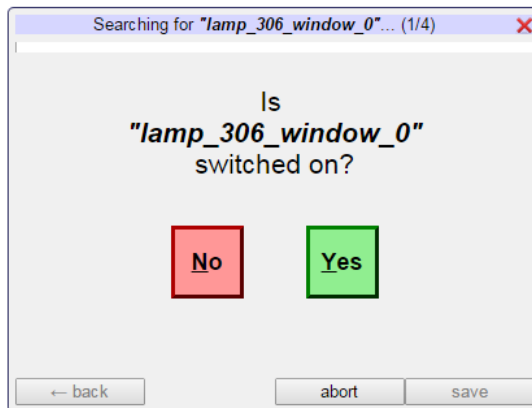 Searching for "lamp_306_window_0"... (1/4)
Is
"lamp_306_window_0"
switched on?
No
Yes
← back
abort
save